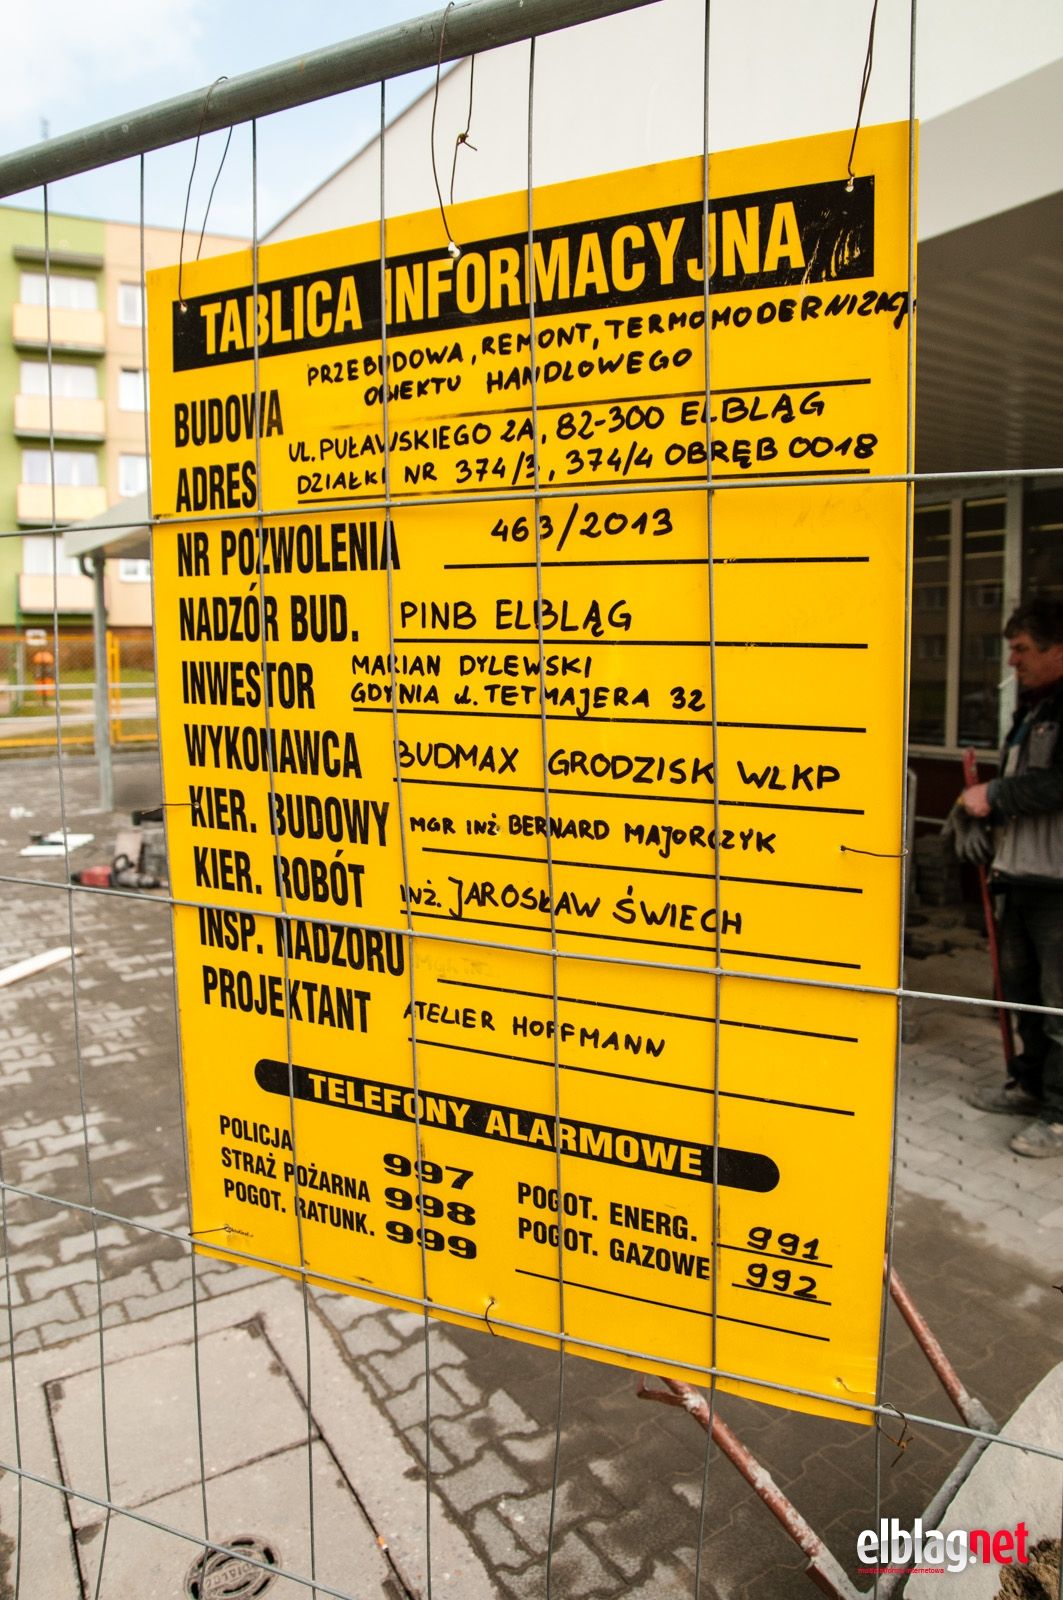 TABLICA INFORMACYJNA
PRZEBUDOWA, REMONT, TERMOMODERNIZACJ
BUDOWA OBIEKTU HANDLOWEGO
UL. PUŁAWSKIEGO 2A, 82-300 ELBLĄG
ADRES DZIAŁKI NR 374/3, 374/4 OBRĘB 0018
NR POZWOLENIA 463/2013
NADZÓR BUD. PINB ELBLĄG
MARIAN DYLEWSKI
INWESTOR GDYNIA ul. TETMAJERA 32
WYKONAWCA BUDMAX GRODZISK WLKP
KIER. BUDOWY MGR INŻ BERNARD MAJORCZYK
KIER. ROBÓT INŻ. JAROSŁAW ŚWIECH
INSP. NADZORU
PROJEKTANT ATELIER HOFFMANN
TELEFONY ALARMOWE
POLICJA 997
STRAŻ POŻARNA 998
POGOT. RATUNK. 999
POGOT. ENERG. 991
POGOT. GAZOWE 992
elblag.net